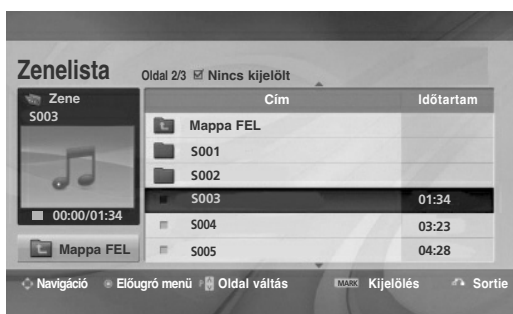 Zenelista Oldal 2/3 Nincs kijelölt
Zene
S003
00:00/01:34
Mappa FEL
Cím Időtartam
Mappa FEL
S001
S002
S003 01:34
S004 03:23
S005 04:28
Navigáció Előugró menü Oldal váltás MARK Kijelölés Sortie